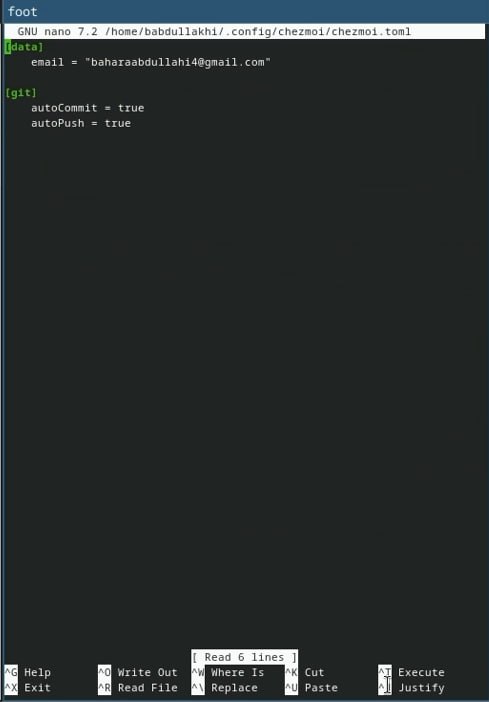 foot
GNU nano 7.2 /home/babdullakhi/.config/chezmoi/chezmoi.toml
[data]
    email = "baharaabdullahi4@gmail.com"

[git]
    autoCommit = true
    autoPush = true
[ Read 6 lines ]
^G Help ^O Write Out ^W Where Is ^K Cut ^T Execute
^X Exit ^R Read File ^\ Replace ^U Paste ^J Justify